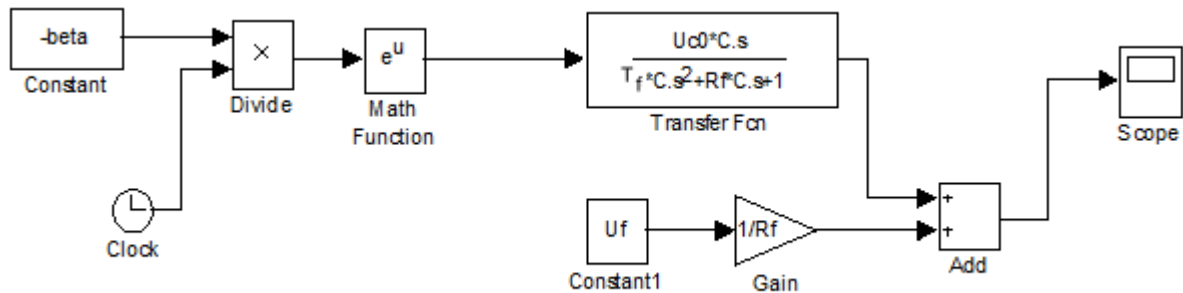 -beta
Constant
×
Divide
e^u
Math
Function
Uc0*C.s
T_f*C.s^2+Rf*C.s+1
Transfer Fcn
Scope
Clock
Uf
Constant1
1/Rf
Gain
+
+
Add